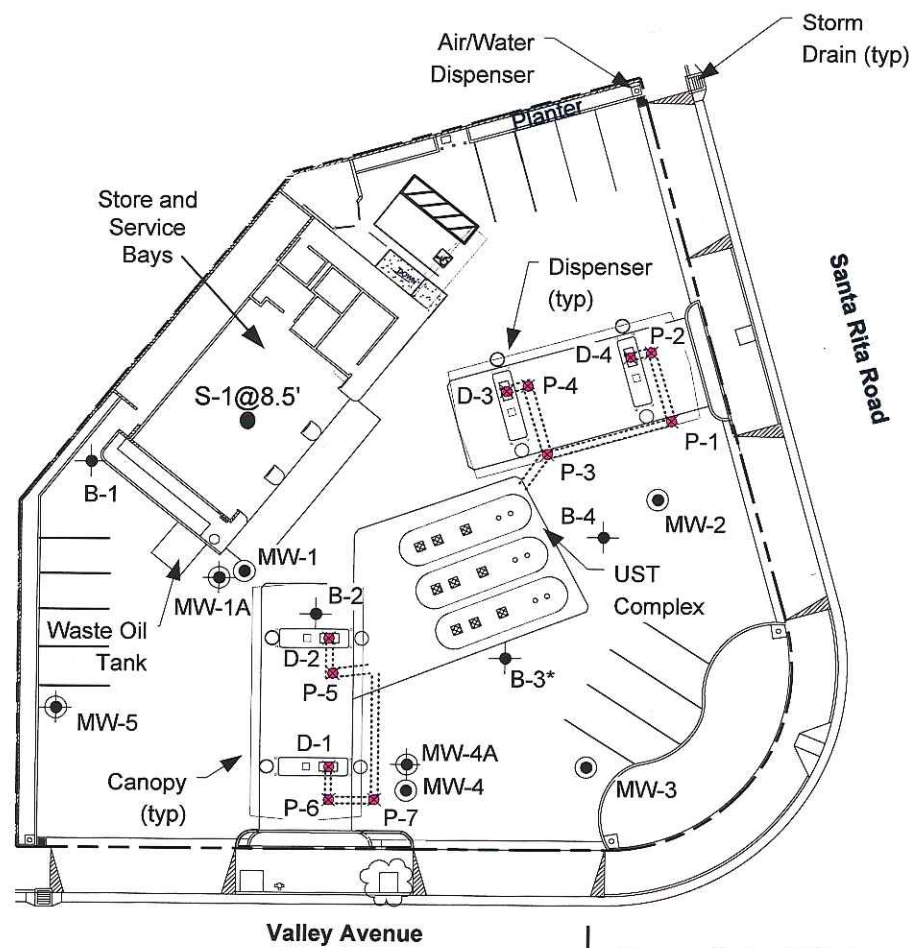 Storm
Drain (typ)
Air/Water
Dispenser
Planter
Store and
Service
Bays
Dispenser
(typ)
Santa Rita Road
DOWN
D-4
P-2
D-3
P-4
S-1@8.5'
P-1
P-3
B-1
MW-2
B-4
MW-1
MW-1A
UST
Complex
B-2
Waste Oil
Tank
D-2
B-3*
P-5
MW-5
D-1
MW-4A
Canopy
(typ)
MW-4
MW-3
P-6
P-7
Valley Avenue